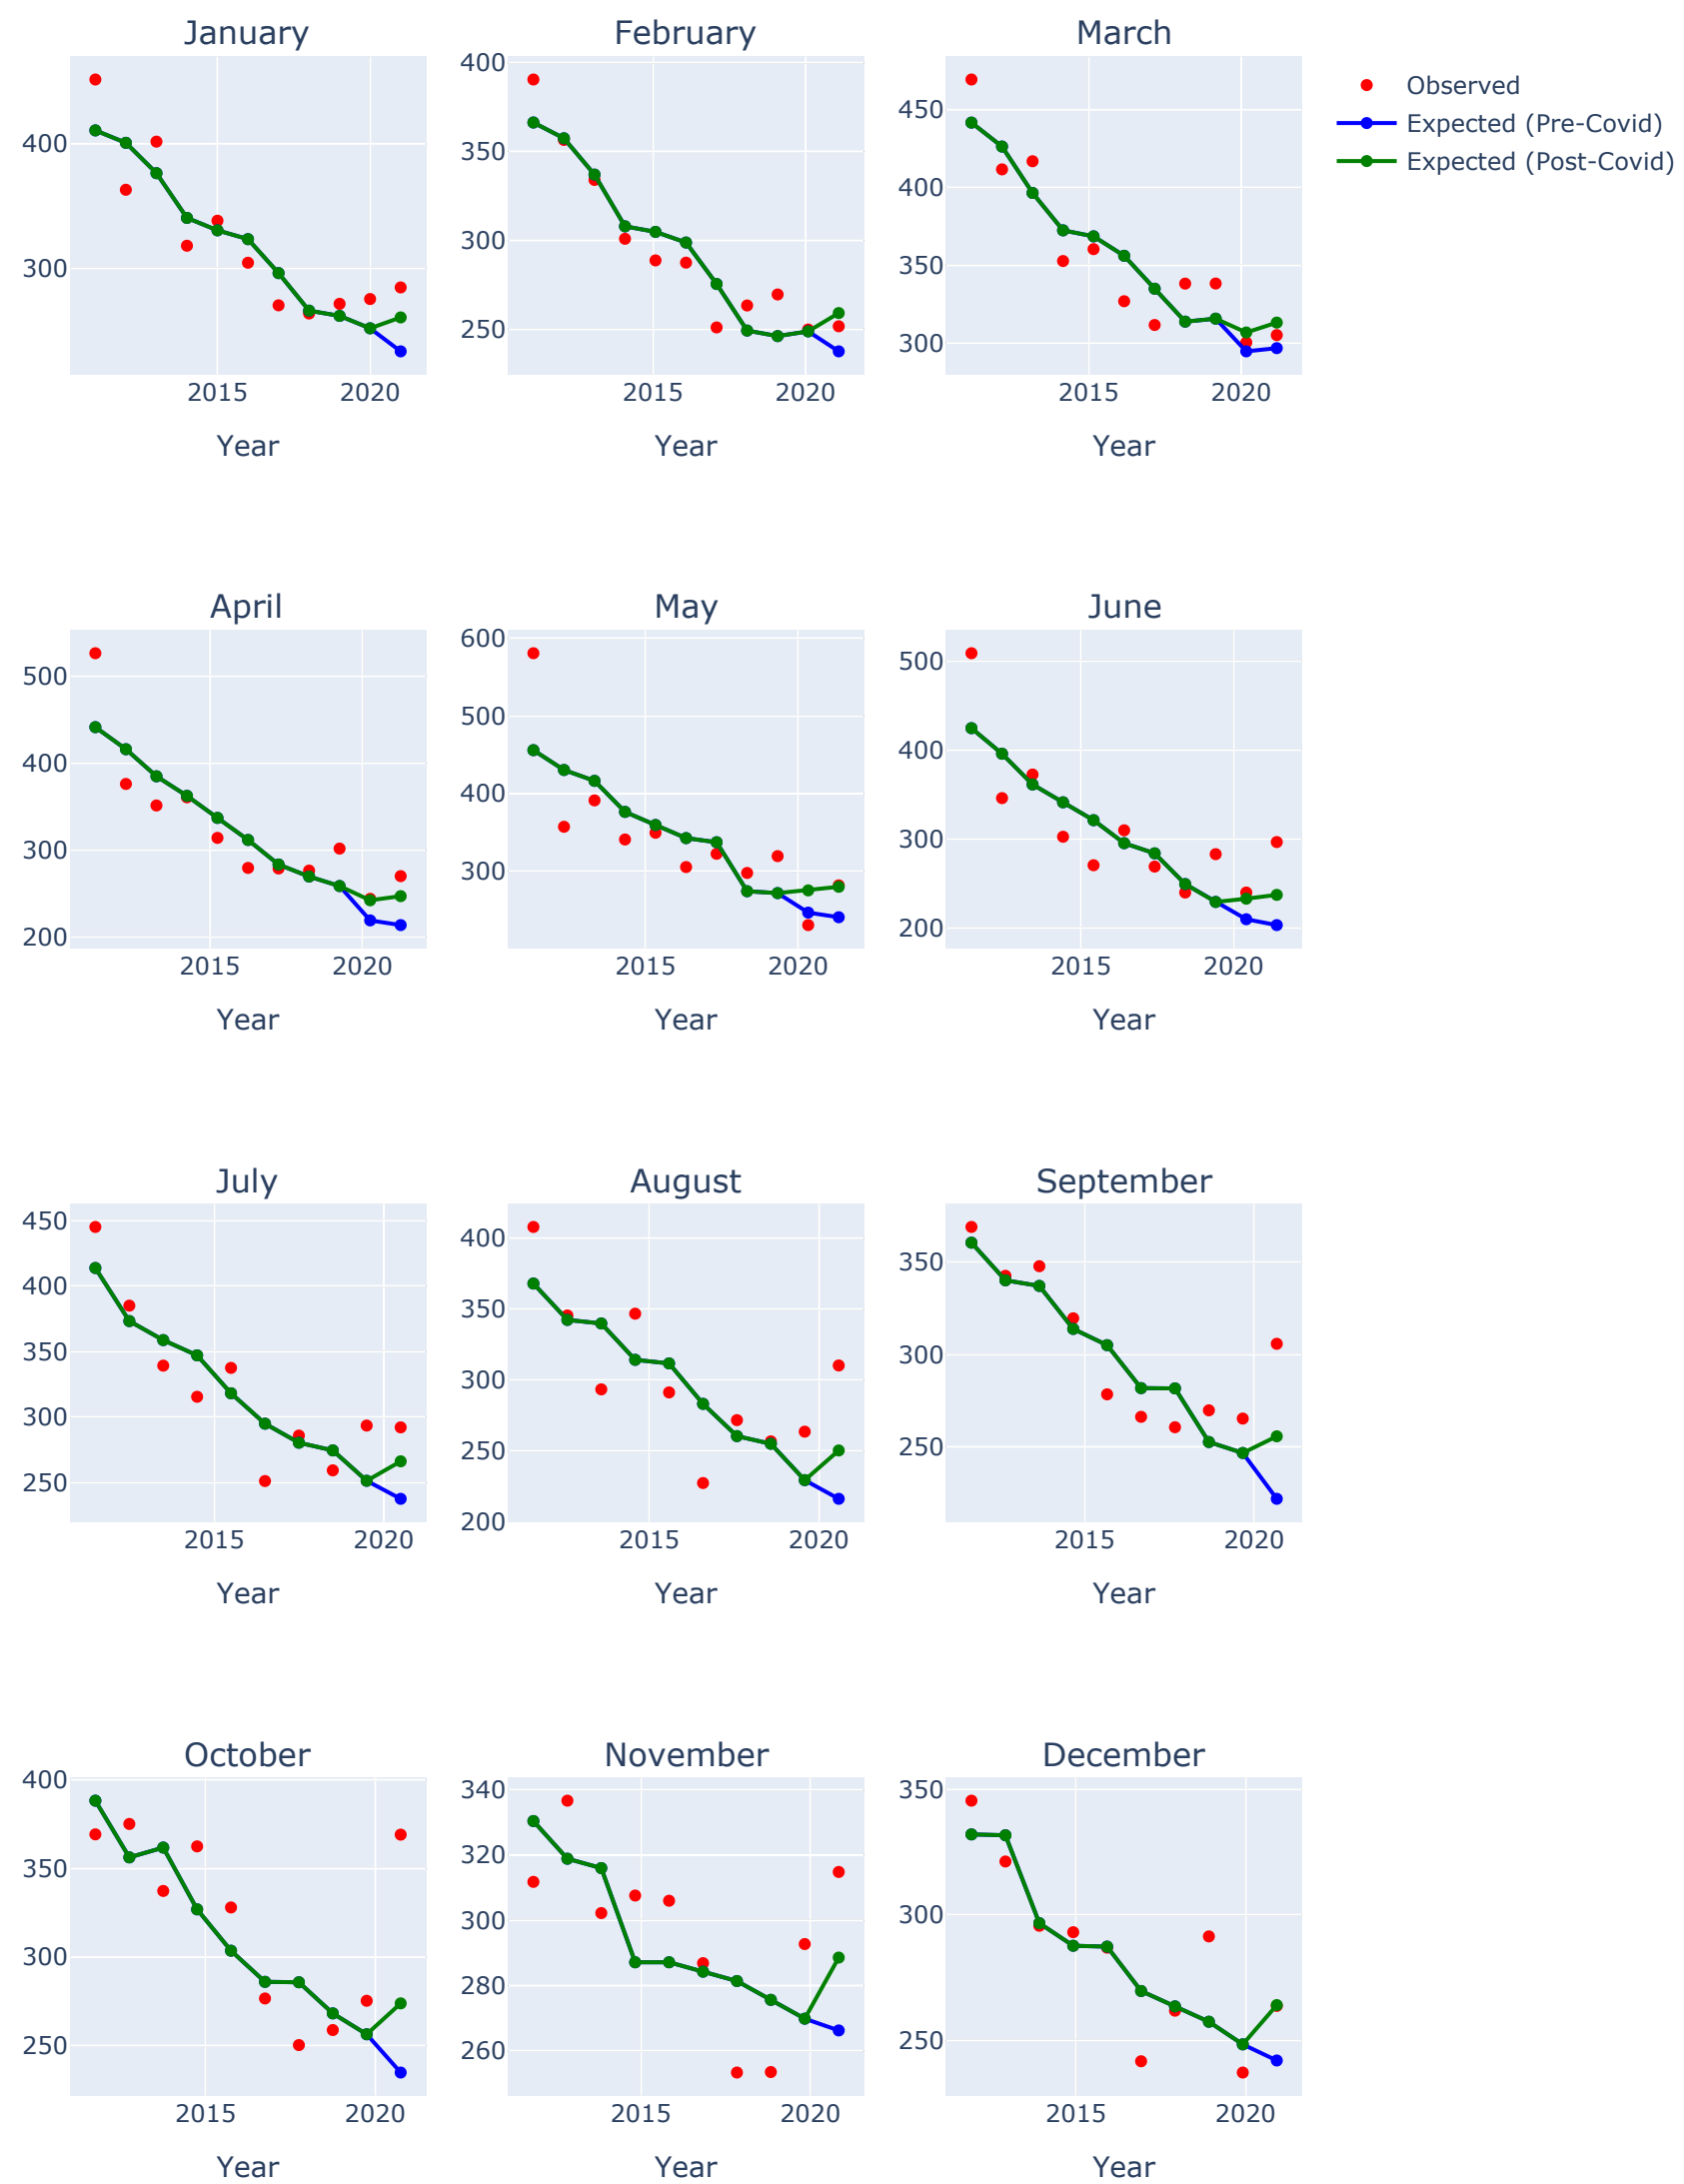 January
February
March
400
300
2015
2020
Year
400
350
300
250
2015
2020
Year
450
400
350
300
2015
2020
Year
Observed
Expected (Pre-Covid)
Expected (Post-Covid)
April
May
June
500
400
300
200
2015
2020
Year
600
500
400
300
2015
2020
Year
500
400
300
200
2015
2020
Year
July
August
September
450
400
350
300
250
2015
2020
Year
400
350
300
250
200
2015
2020
Year
350
300
250
2015
2020
Year
October
November
December
400
350
300
250
2015
2020
Year
340
320
300
280
260
2015
2020
Year
350
300
250
2015
2020
Year